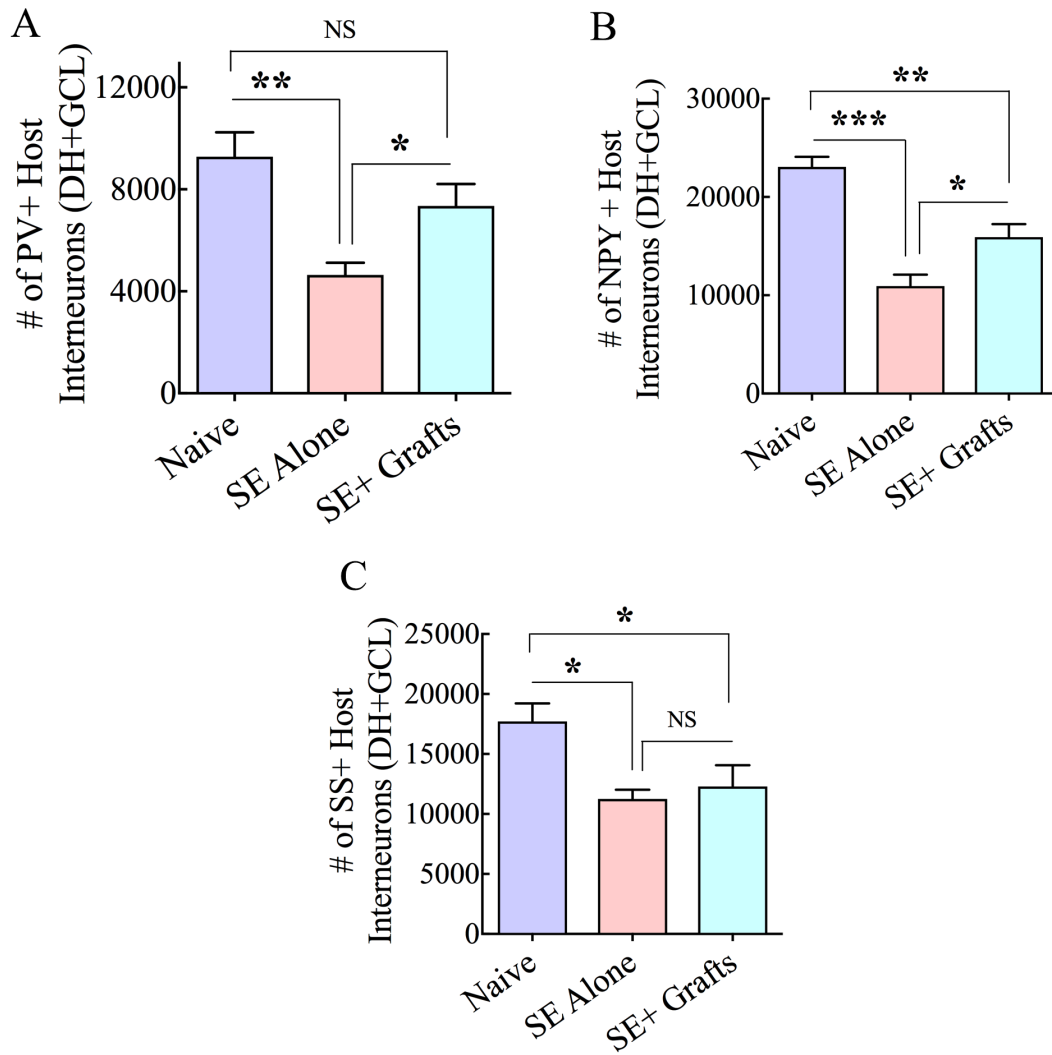 A
# of PV+ Host
Interneurons (DH+GCL)
12000
8000
4000
0
NS
**
*
Naive
SE Alone
SE+ Grafts
B
# of NPY + Host
Interneurons (DH+GCL)
30000
20000
10000
0
**
***
*
Naive
SE Alone
SE+ Grafts
C
# of SS+ Host
Interneurons (DH+GCL)
25000
20000
15000
10000
5000
0
*
*
NS
Naive
SE Alone
SE+ Grafts